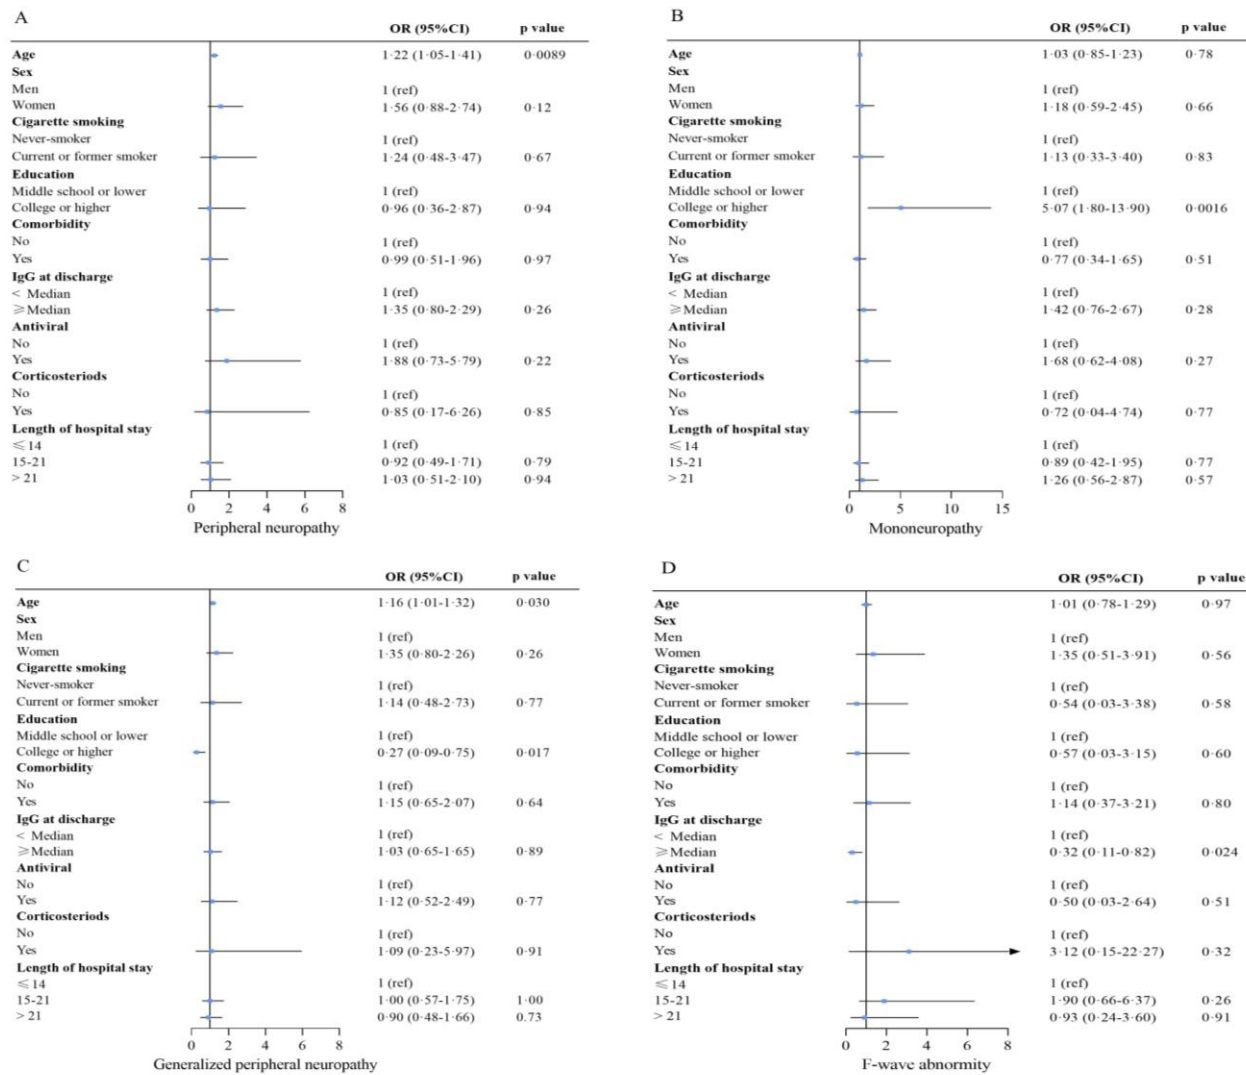 A
OR (95%CI) p value
Age 1·22 (1·05-1·41) 0·0089
Sex
Men 1 (ref)
Women 1·56 (0·88-2·74) 0·12
Cigarette smoking
Never-smoker 1 (ref)
Current or former smoker 1·24 (0·48-3·47) 0·67
Education
Middle school or lower 1 (ref)
College or higher 0·96 (0·36-2·87) 0·94
Comorbidity
No 1 (ref)
Yes 0·99 (0·51-1·96) 0·97
IgG at discharge
< Median 1 (ref)
≥Median 1·35 (0·80-2·29) 0·26
Antiviral
No 1 (ref)
Yes 1·88 (0·73-5·79) 0·22
Corticosteriods
No 1 (ref)
Yes 0·85 (0·17-6·26) 0·85
Length of hospital stay
≤14 1 (ref)
15-21 0·92 (0·49-1·71) 0·79
> 21 1·03 (0·51-2·10) 0·94
0 2 4 6 8
Peripheral neuropathy
B
OR (95%CI) p value
Age 1·03 (0·85-1·23) 0·78
Sex
Men 1 (ref)
Women 1·18 (0·59-2·45) 0·66
Cigarette smoking
Never-smoker 1 (ref)
Current or former smoker 1·13 (0·33-3·40) 0·83
Education
Middle school or lower 1 (ref)
College or higher 5·07 (1·80-13·90) 0·0016
Comorbidity
No 1 (ref)
Yes 0·77 (0·34-1·65) 0·51
IgG at discharge
< Median 1 (ref)
≥Median 1·42 (0·76-2·67) 0·28
Antiviral
No 1 (ref)
Yes 1·68 (0·62-4·08) 0·27
Corticosteriods
No 1 (ref)
Yes 0·72 (0·04-4·74) 0·77
Length of hospital stay
≤14 1 (ref)
15-21 0·89 (0·42-1·95) 0·77
> 21 1·26 (0·56-2·87) 0·57
0 5 10 15
Mononeuropathy
C
OR (95%CI) p value
Age 1·16 (1·01-1·32) 0·030
Sex
Men 1 (ref)
Women 1·35 (0·80-2·26) 0·26
Cigarette smoking
Never-smoker 1 (ref)
Current or former smoker 1·14 (0·48-2·73) 0·77
Education
Middle school or lower 1 (ref)
College or higher 0·27 (0·09-0·75) 0·017
Comorbidity
No 1 (ref)
Yes 1·15 (0·65-2·07) 0·64
IgG at discharge
< Median 1 (ref)
≥Median 1·03 (0·65-1·65) 0·89
Antiviral
No 1 (ref)
Yes 1·12 (0·52-2·49) 0·77
Corticosteriods
No 1 (ref)
Yes 1·09 (0·23-5·97) 0·91
Length of hospital stay
≤14 1 (ref)
15-21 1·00 (0·57-1·75) 1·00
> 21 0·90 (0·48-1·66) 0.73
0 2 4 6 8
Generalized peripheral neuropathy
D
OR (95%CI) p value
Age 1·01 (0·78-1·29) 0·97
Sex
Men 1 (ref)
Women 1·35 (0·51-3·91) 0·56
Cigarette smoking
Never-smoker 1 (ref)
Current or former smoker 0·54 (0·03-3·38) 0·58
Education
Middle school or lower 1 (ref)
College or higher 0·57 (0·03-3·15) 0·60
Comorbidity
No 1 (ref)
Yes 1·14 (0·37-3·21) 0·80
IgG at discharge
< Median 1 (ref)
≥Median 0·32 (0·11-0·82) 0·024
Antiviral
No 1 (ref)
Yes 0·50 (0·03-2·64) 0·51
Corticosteriods
No 1 (ref)
Yes 3·12 (0·15-22·27) 0·32
Length of hospital stay
≤14 1 (ref)
15-21 1·90 (0·66-6·37) 0·26
> 21 0·93 (0·24-3·60) 0·91
0 2 4 6 8
F-wave abnormity